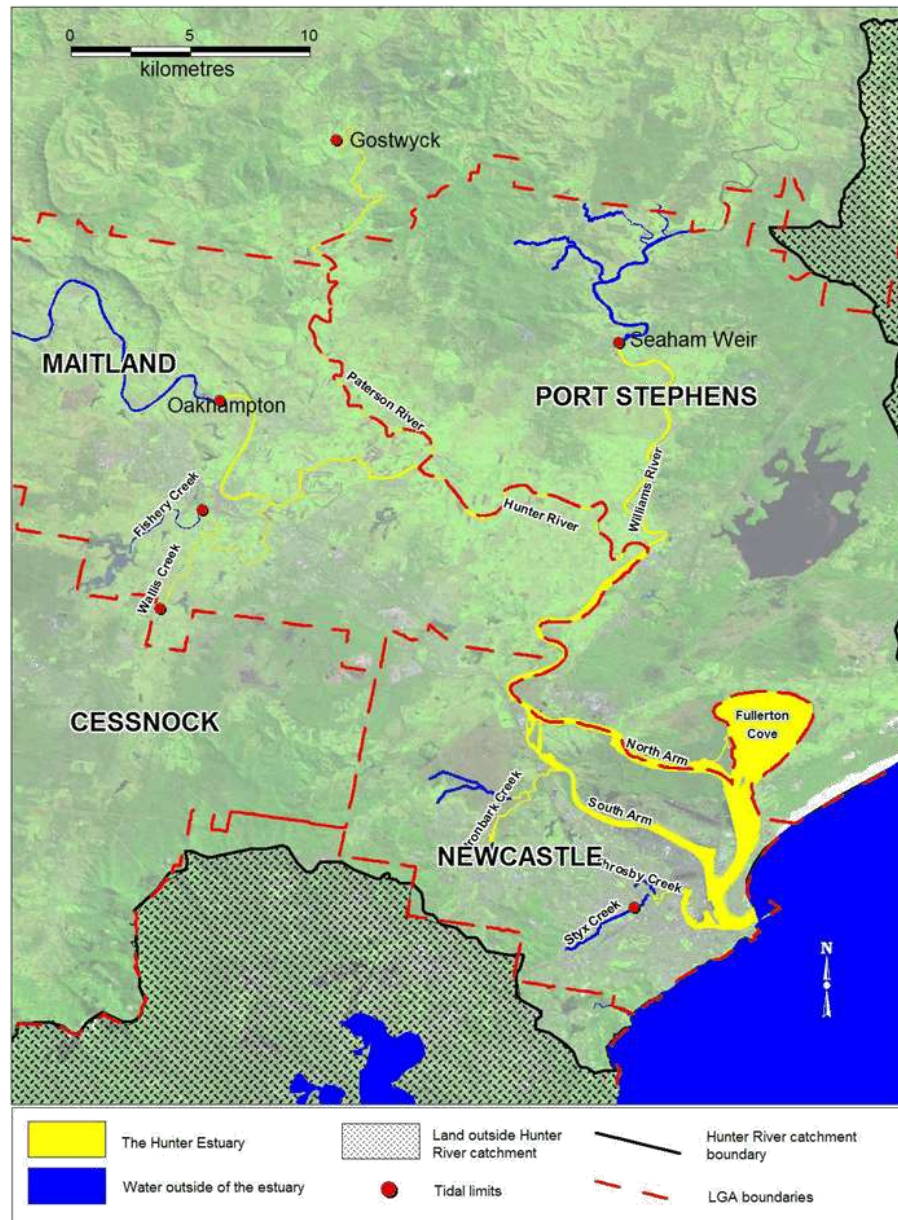 0 5 10
kilometres
Gostwyck
Seaham Weir
MAITLAND
PORT STEPHENS
Oakhampton
Paterson River
Williams River
Fishery Creek
Hunter River
Wallis Creek
CESSNOCK
Fullerton
Cove
North Arm
Ironbark Creek
South Arm
NEWCASTLE
Throsby Creek
Styx Creek
N
The Hunter Estuary
Land outside Hunter
River catchment
Hunter River catchment
boundary
Water outside of the estuary
Tidal limits
LGA boundaries